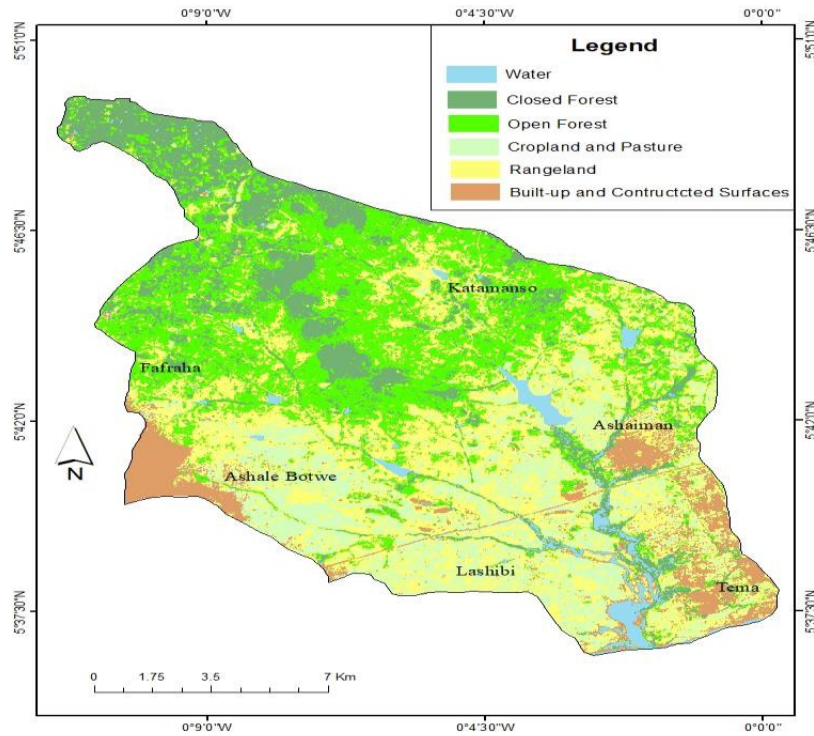 0°9'0"W 0°4'30"W 0°0'0"
5°51'0"N 5°51'0"N
Legend
Water
Closed Forest
Open Forest
Cropland and Pasture
Rangeland
Built-up and Contructcted Surfaces
5°46'30"N 5°46'30"N
Katamanso
Fafraha
5°42'0"N 5°42'0"N
Ashaiman
N
Ashale Botwe
Lashibi
Tema
5°37'30"N 5°37'30"N
0 1.75 3.5 7 Km
0°9'0"W 0°4'30"W 0°0'0"